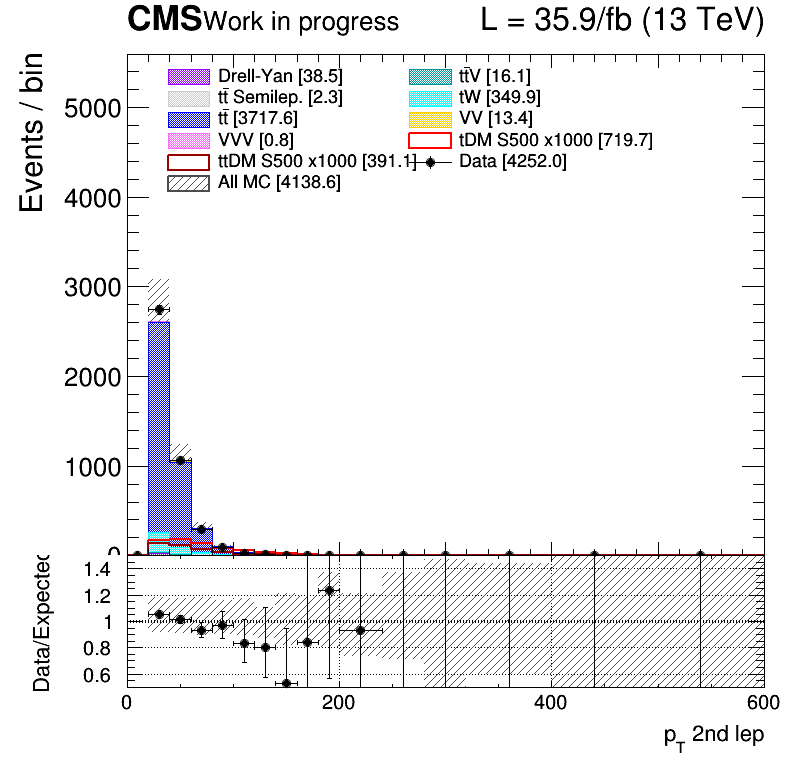 CMS Work in progress L = 35.9/fb (13 TeV)
Events / bin
Drell-Yan [38.5]
tt̄ Semilep. [2.3]
tt̄ [3717.6]
VVV [0.8]
ttDM S500 x1000 [391.1]
All MC [4138.6]
tt̄V [16.1]
tW [349.9]
VV [13.4]
tDM S500 x1000 [719.7]
Data [4252.0]
5000
4000
3000
2000
1000
0
Data/Expected
1.4
1.2
1
0.8
0.6
0 200 400 600
p_T 2nd lep